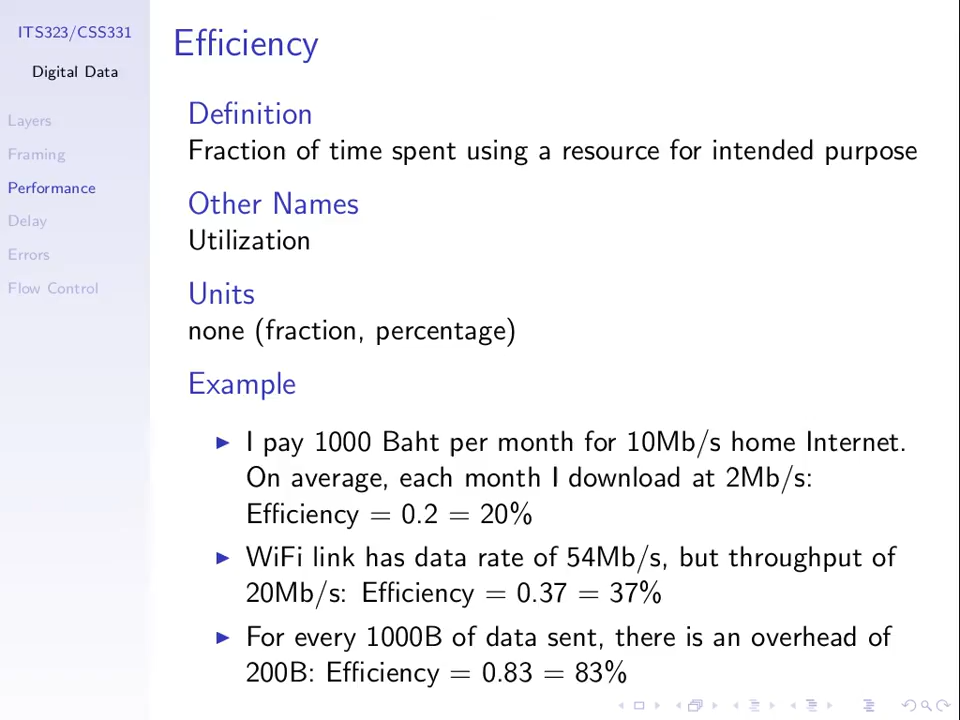 ITS323/CSS331
Digital Data
Layers
Framing
Performance
Delay
Errors
Flow Control
Efficiency
Definition
Fraction of time spent using a resource for intended purpose
Other Names
Utilization
Units
none (fraction, percentage)
Example
I pay 1000 Baht per month for 10Mb/s home Internet.
On average, each month I download at 2Mb/s:
Efficiency = 0.2 = 20%
WiFi link has data rate of 54Mb/s, but throughput of
20Mb/s: Efficiency = 0.37 = 37%
For every 1000B of data sent, there is an overhead of
200B: Efficiency = 0.83 = 83%